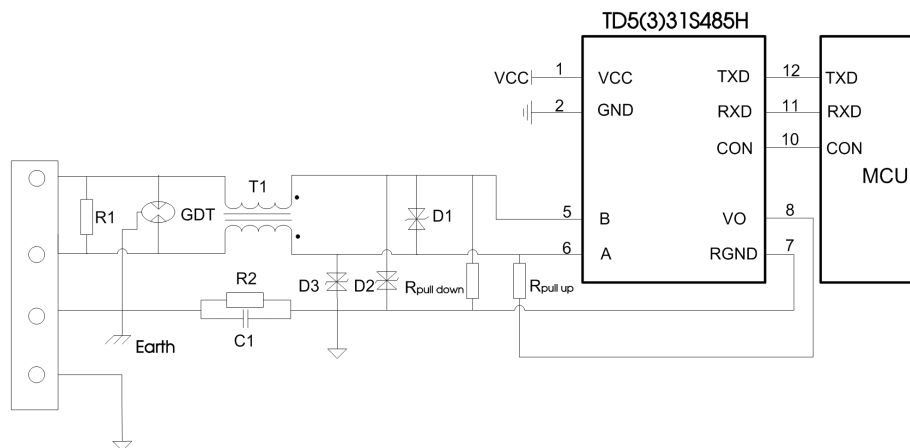 TD5(3)31S485H
VCC 1 VCC TXD 12 TXD
2 GND RXD 11 RXD
CON 10 CON
MCU
T1
R1 GDT D1
5 B VO 8
6 A RGND 7
R2 D3 D2 Rpull down Rpull up
C1
Earth